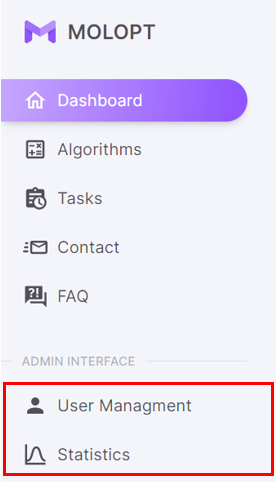 MOLOPT
Dashboard
Algorithms
Tasks
Contact
?!
FAQ
ADMIN INTERFACE
User Managment
Statistics